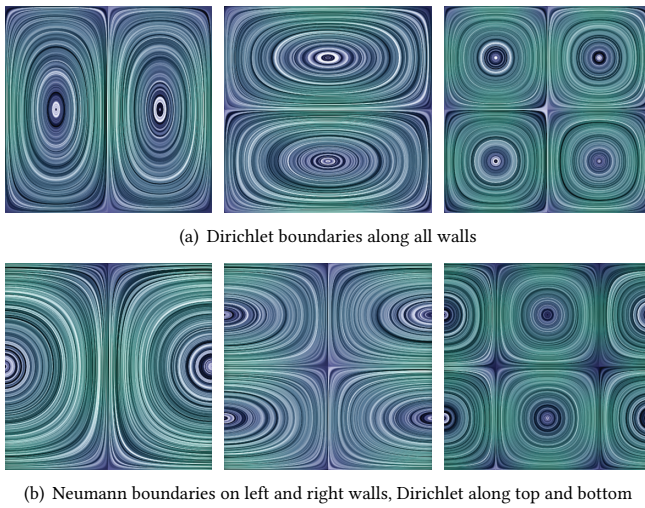 (a) Dirichlet boundaries along all walls
(b) Neumann boundaries on left and right walls, Dirichlet along top and bottom